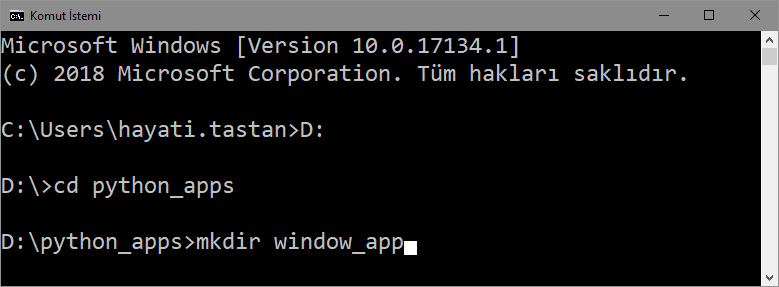 Komut İstemi
Microsoft Windows [Version 10.0.17134.1]
(c) 2018 Microsoft Corporation. Tüm hakları saklıdır.
C:\Users\hayati.tastan>D:
D:\>cd python_apps
D:\python_apps>mkdir window_app